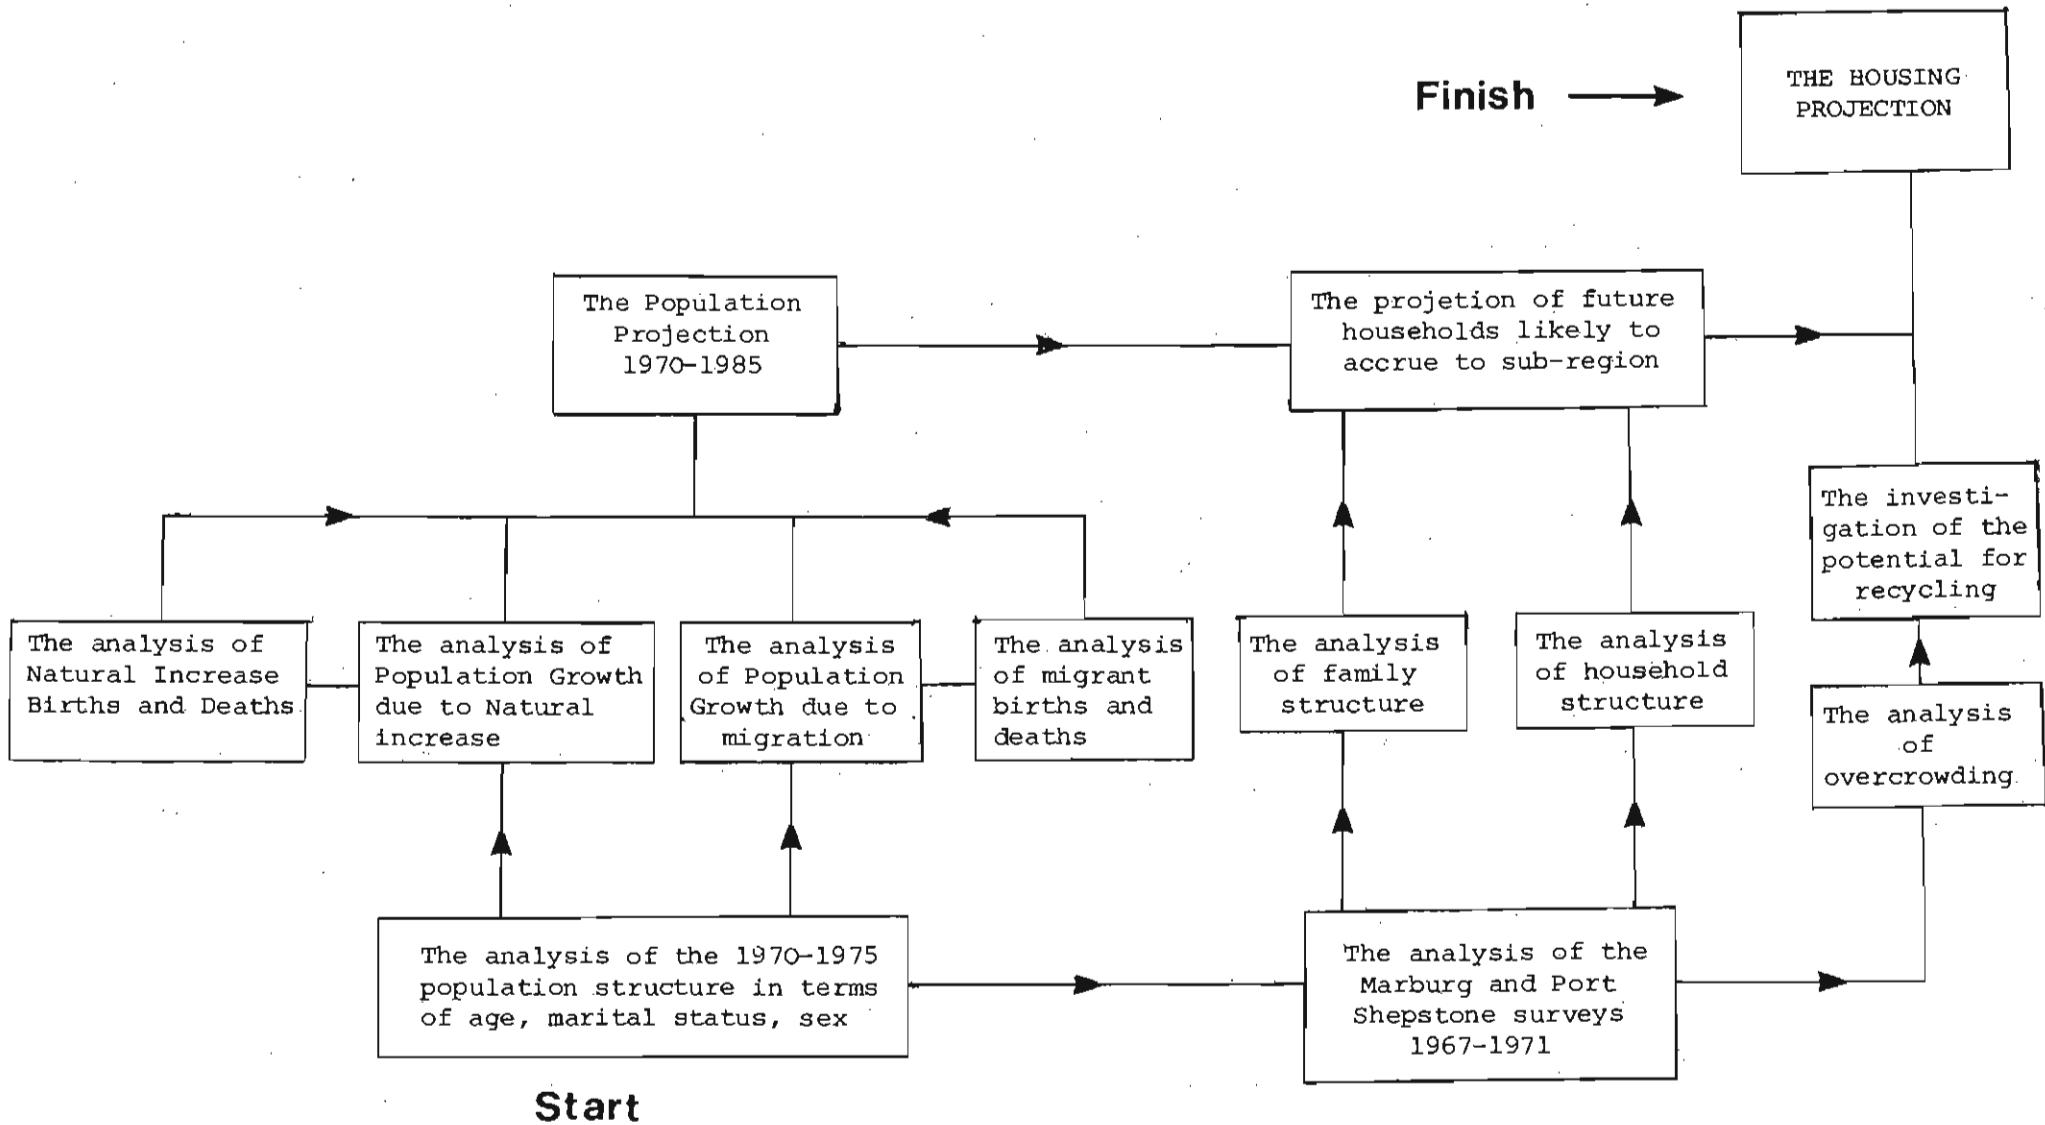 THE HOUSING
PROJECTION
Finish
The Population
Projection
1970-1985
The projetion of future
households likely to
accrue to sub-region
The investi-
gation of the
potential for
recycling
The analysis of
Natural Increase
Births and Deaths
The analysis of
Population Growth
due to Natural
increase
The analysis
of Population
Growth due to
migration
The analysis
of migrant
births and
deaths
The analysis
of family
structure
The analysis
of household
structure
The analysis
of
overcrowding
The analysis of the 1970-1975
population structure in terms
of age, marital status, sex
The analysis of the
Marburg and Port
Shepstone surveys
1967-1971
Start